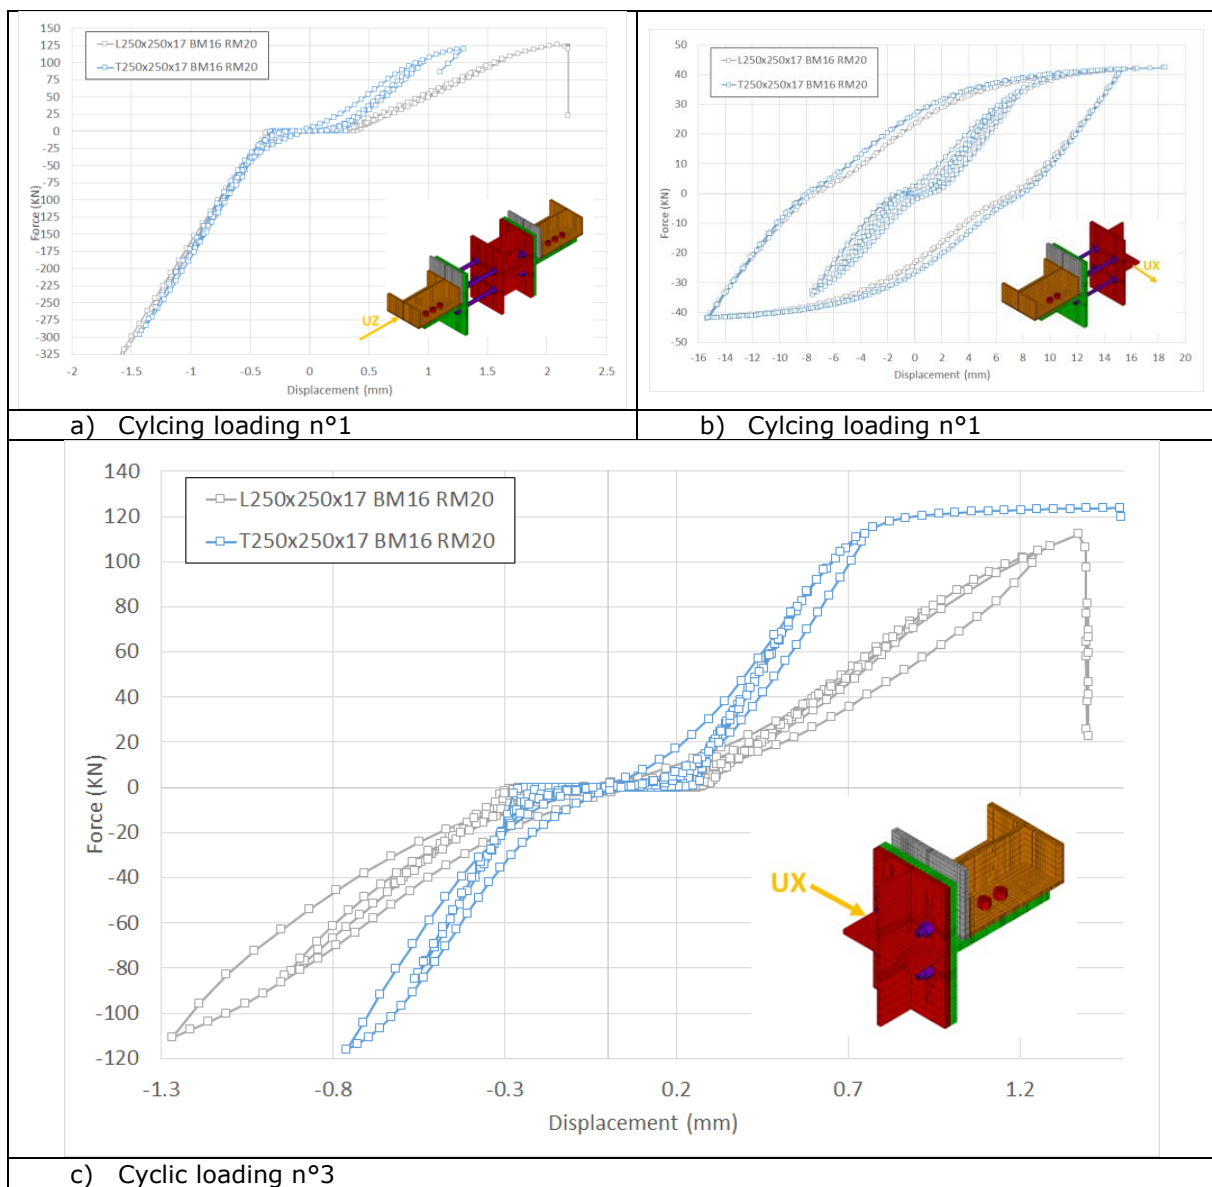 150
125
100
75
50
25
0
-25
-50
-75
-100
125
150
-175
-200
-225
-250
-275
-300
-325
Force (KN)
L250x250x17 BM16 RM20
T250x250x17 BM16 RM20
UZ
-2 -1.5 -1 -0.5 0 0.5 1 1.5 2 2.5
Displacement (mm)
50
40
30
20
10
0
-10
-20
-30
-40
-50
Force (KN)
L250x250x17 BM16 RM20
T250x250x17 BM16 RM20
UX
-16 -14 -12 -10 -8 -6 -4 -2 0 2 4 6 8 10 12 14 16 18 20
Displacement (mm)
a) Cylcing loading n°1
b) Cylcing loading n°1
140
120
100
80
60
40
20
0
-20
-40
-60
-80
-100
-120
Force (KN)
L250x250x17 BM16 RM20
T250x250x17 BM16 RM20
UX
-1.3 -0.8 -0.3 0.2 0.7 1.2
Displacement (mm)
c) Cyclic loading n°3